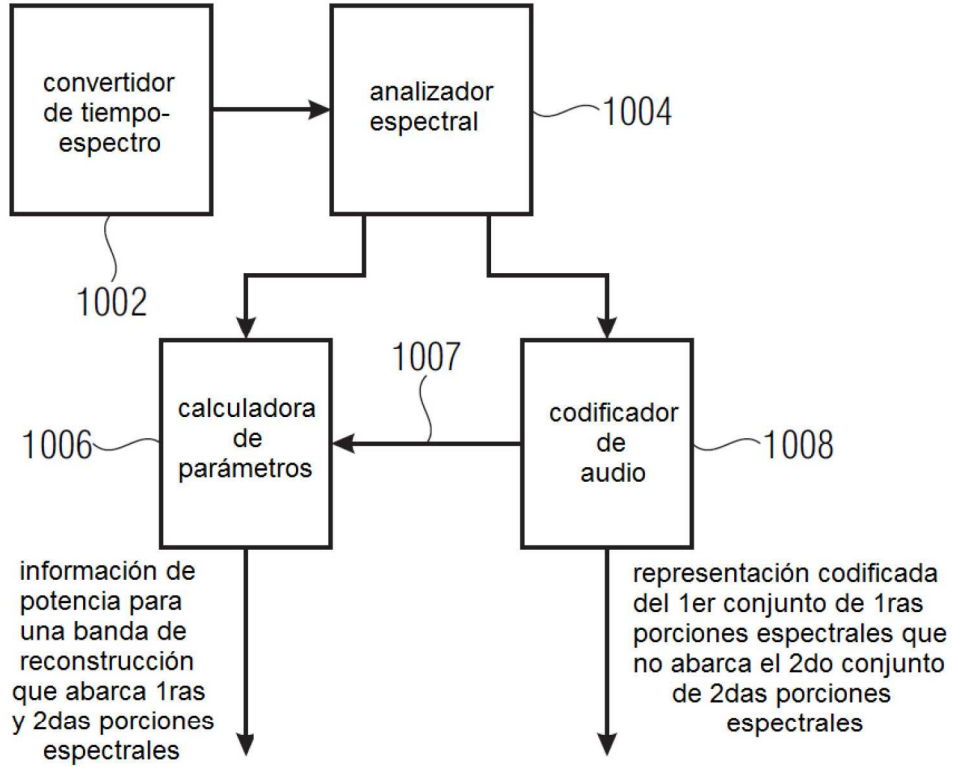 convertidor
de tiempo-
espectro
analizador
espectral
1004
1002
1007
calculadora
de
parámetros
1006
codificador
de
audio
1008
información de
potencia para
una banda de
reconstrucción
que abarca 1ras
y 2das porciones
espectrales
representación codificada
del 1er conjunto de 1ras
porciones espectrales que
no abarca el 2do conjunto
de 2das porciones
espectrales